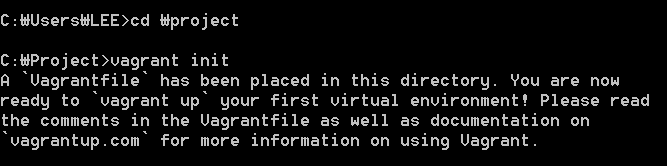 C:₩Users₩LEE>cd ₩project
C:₩Project>vagrant init
A `Vagrantfile` has been placed in this directory. You are now
ready to `vagrant up` your first virtual environment! Please read
the comments in the Vagrantfile as well as documentation on
`vagrantup.com` for more information on using Vagrant.